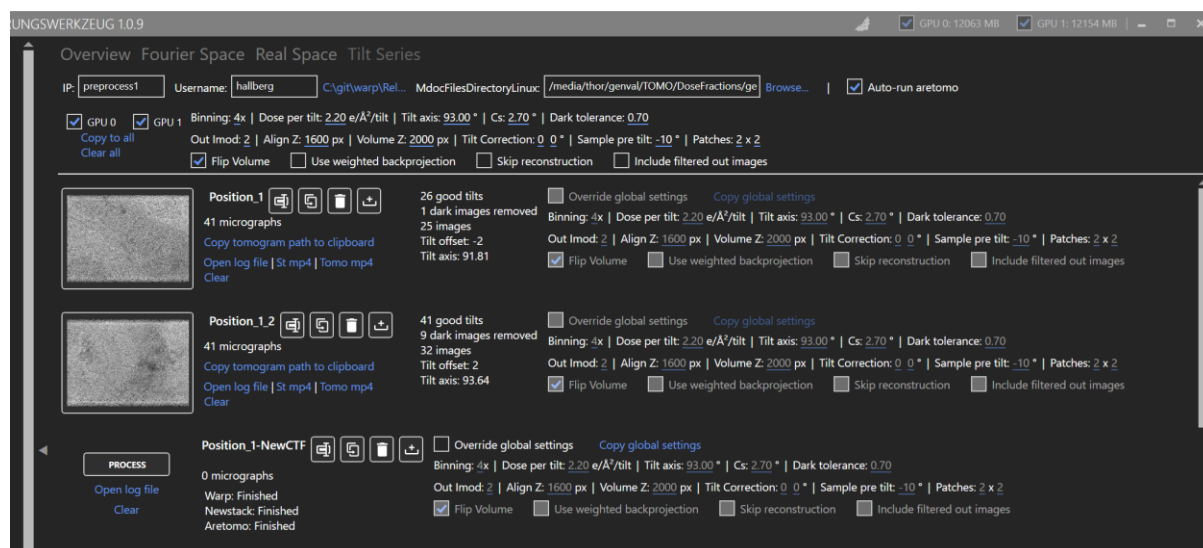 RUNGSWERKZEUG 1.0.9 GPU 0: 12063 MB GPU 1: 12154 MB
Overview Fourier Space Real Space Tilt Series
IP: preprocess1 Username: hallberg C:\git\warp\Rel... MdocFilesDirectoryLinux: /media/thor/genval/TOMO/DoseFractions/ge Browse... | Auto-run aretomo
GPU 0 GPU 1 Binning: 4x | Dose per tilt: 2.20 e/Å²/tilt | Tilt axis: 93.00 ° | Cs: 2.70 ° | Dark tolerance: 0.70
Copy to all Out Imod: 2 | Align Z: 1600 px | Volume Z: 2000 px | Tilt Correction: 0 0 ° | Sample pre tilt: -10 ° | Patches: 2 x 2
Clear all Flip Volume Use weighted backprojection Skip reconstruction Include filtered out images
Position_1
41 micrographs
Copy tomogram path to clipboard
Open log file | St mp4 | Tomo mp4
Clear
26 good tilts
1 dark images removed
25 images
Tilt offset: -2
Tilt axis: 91.81
Override global settings Copy global settings
Binning: 4x | Dose per tilt: 2.20 e/Å²/tilt | Tilt axis: 93.00 ° | Cs: 2.70 ° | Dark tolerance: 0.70
Out Imod: 2 | Align Z: 1600 px | Volume Z: 2000 px | Tilt Correction: 0 0 ° | Sample pre tilt: -10 ° | Patches: 2 x 2
Flip Volume Use weighted backprojection Skip reconstruction Include filtered out images
Position_1_2
41 micrographs
Copy tomogram path to clipboard
Open log file | St mp4 | Tomo mp4
Clear
41 good tilts
9 dark images removed
32 images
Tilt offset: 2
Tilt axis: 93.64
Override global settings Copy global settings
Binning: 4x | Dose per tilt: 2.20 e/Å²/tilt | Tilt axis: 93.00 ° | Cs: 2.70 ° | Dark tolerance: 0.70
Out Imod: 2 | Align Z: 1600 px | Volume Z: 2000 px | Tilt Correction: 0 0 ° | Sample pre tilt: -10 ° | Patches: 2 x 2
Flip Volume Use weighted backprojection Skip reconstruction Include filtered out images
PROCESS
Open log file
Clear
Position_1-NewCTF
0 micrographs
Warp: Finished
Newstack: Finished
Aretomo: Finished
Override global settings Copy global settings
Binning: 4x | Dose per tilt: 2.20 e/Å²/tilt | Tilt axis: 93.00 ° | Cs: 2.70 ° | Dark tolerance: 0.70
Out Imod: 2 | Align Z: 1600 px | Volume Z: 2000 px | Tilt Correction: 0 0 ° | Sample pre tilt: -10 ° | Patches: 2 x 2
Flip Volume Use weighted backprojection Skip reconstruction Include filtered out images